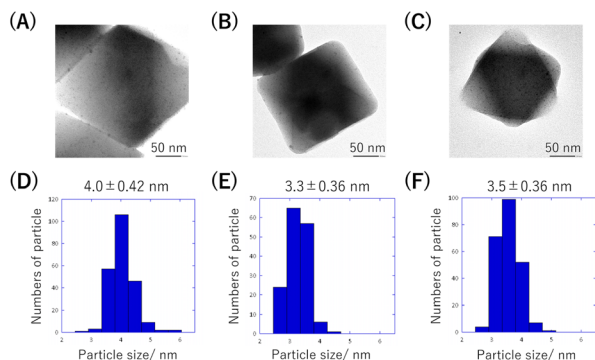 (A) (B) (C)
50 nm 50 nm 50 nm
(D) (E) (F)
4.0 ± 0.42 nm 3.3 ± 0.36 nm 3.5 ± 0.36 nm
Numbers of particle
120
100
80
60
40
20
0
2 3 4 5 6
Particle size/ nm
Numbers of particle
70
60
50
40
30
20
10
0
2 3 4 5 6
Particle size/ nm
Numbers of particle
100
80
60
40
20
0
2 3 4 5 6
Particle size/ nm